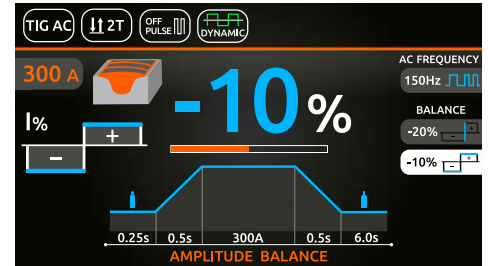 TIG AC
2T
OFF
PULSE
DYNAMIC
300 A
-10%
I%
+
-
AC FREQUENCY
150Hz
BALANCE
-20%
-10%
0.25s 0.5s 300A 0.5s 6.0s
AMPLITUDE BALANCE